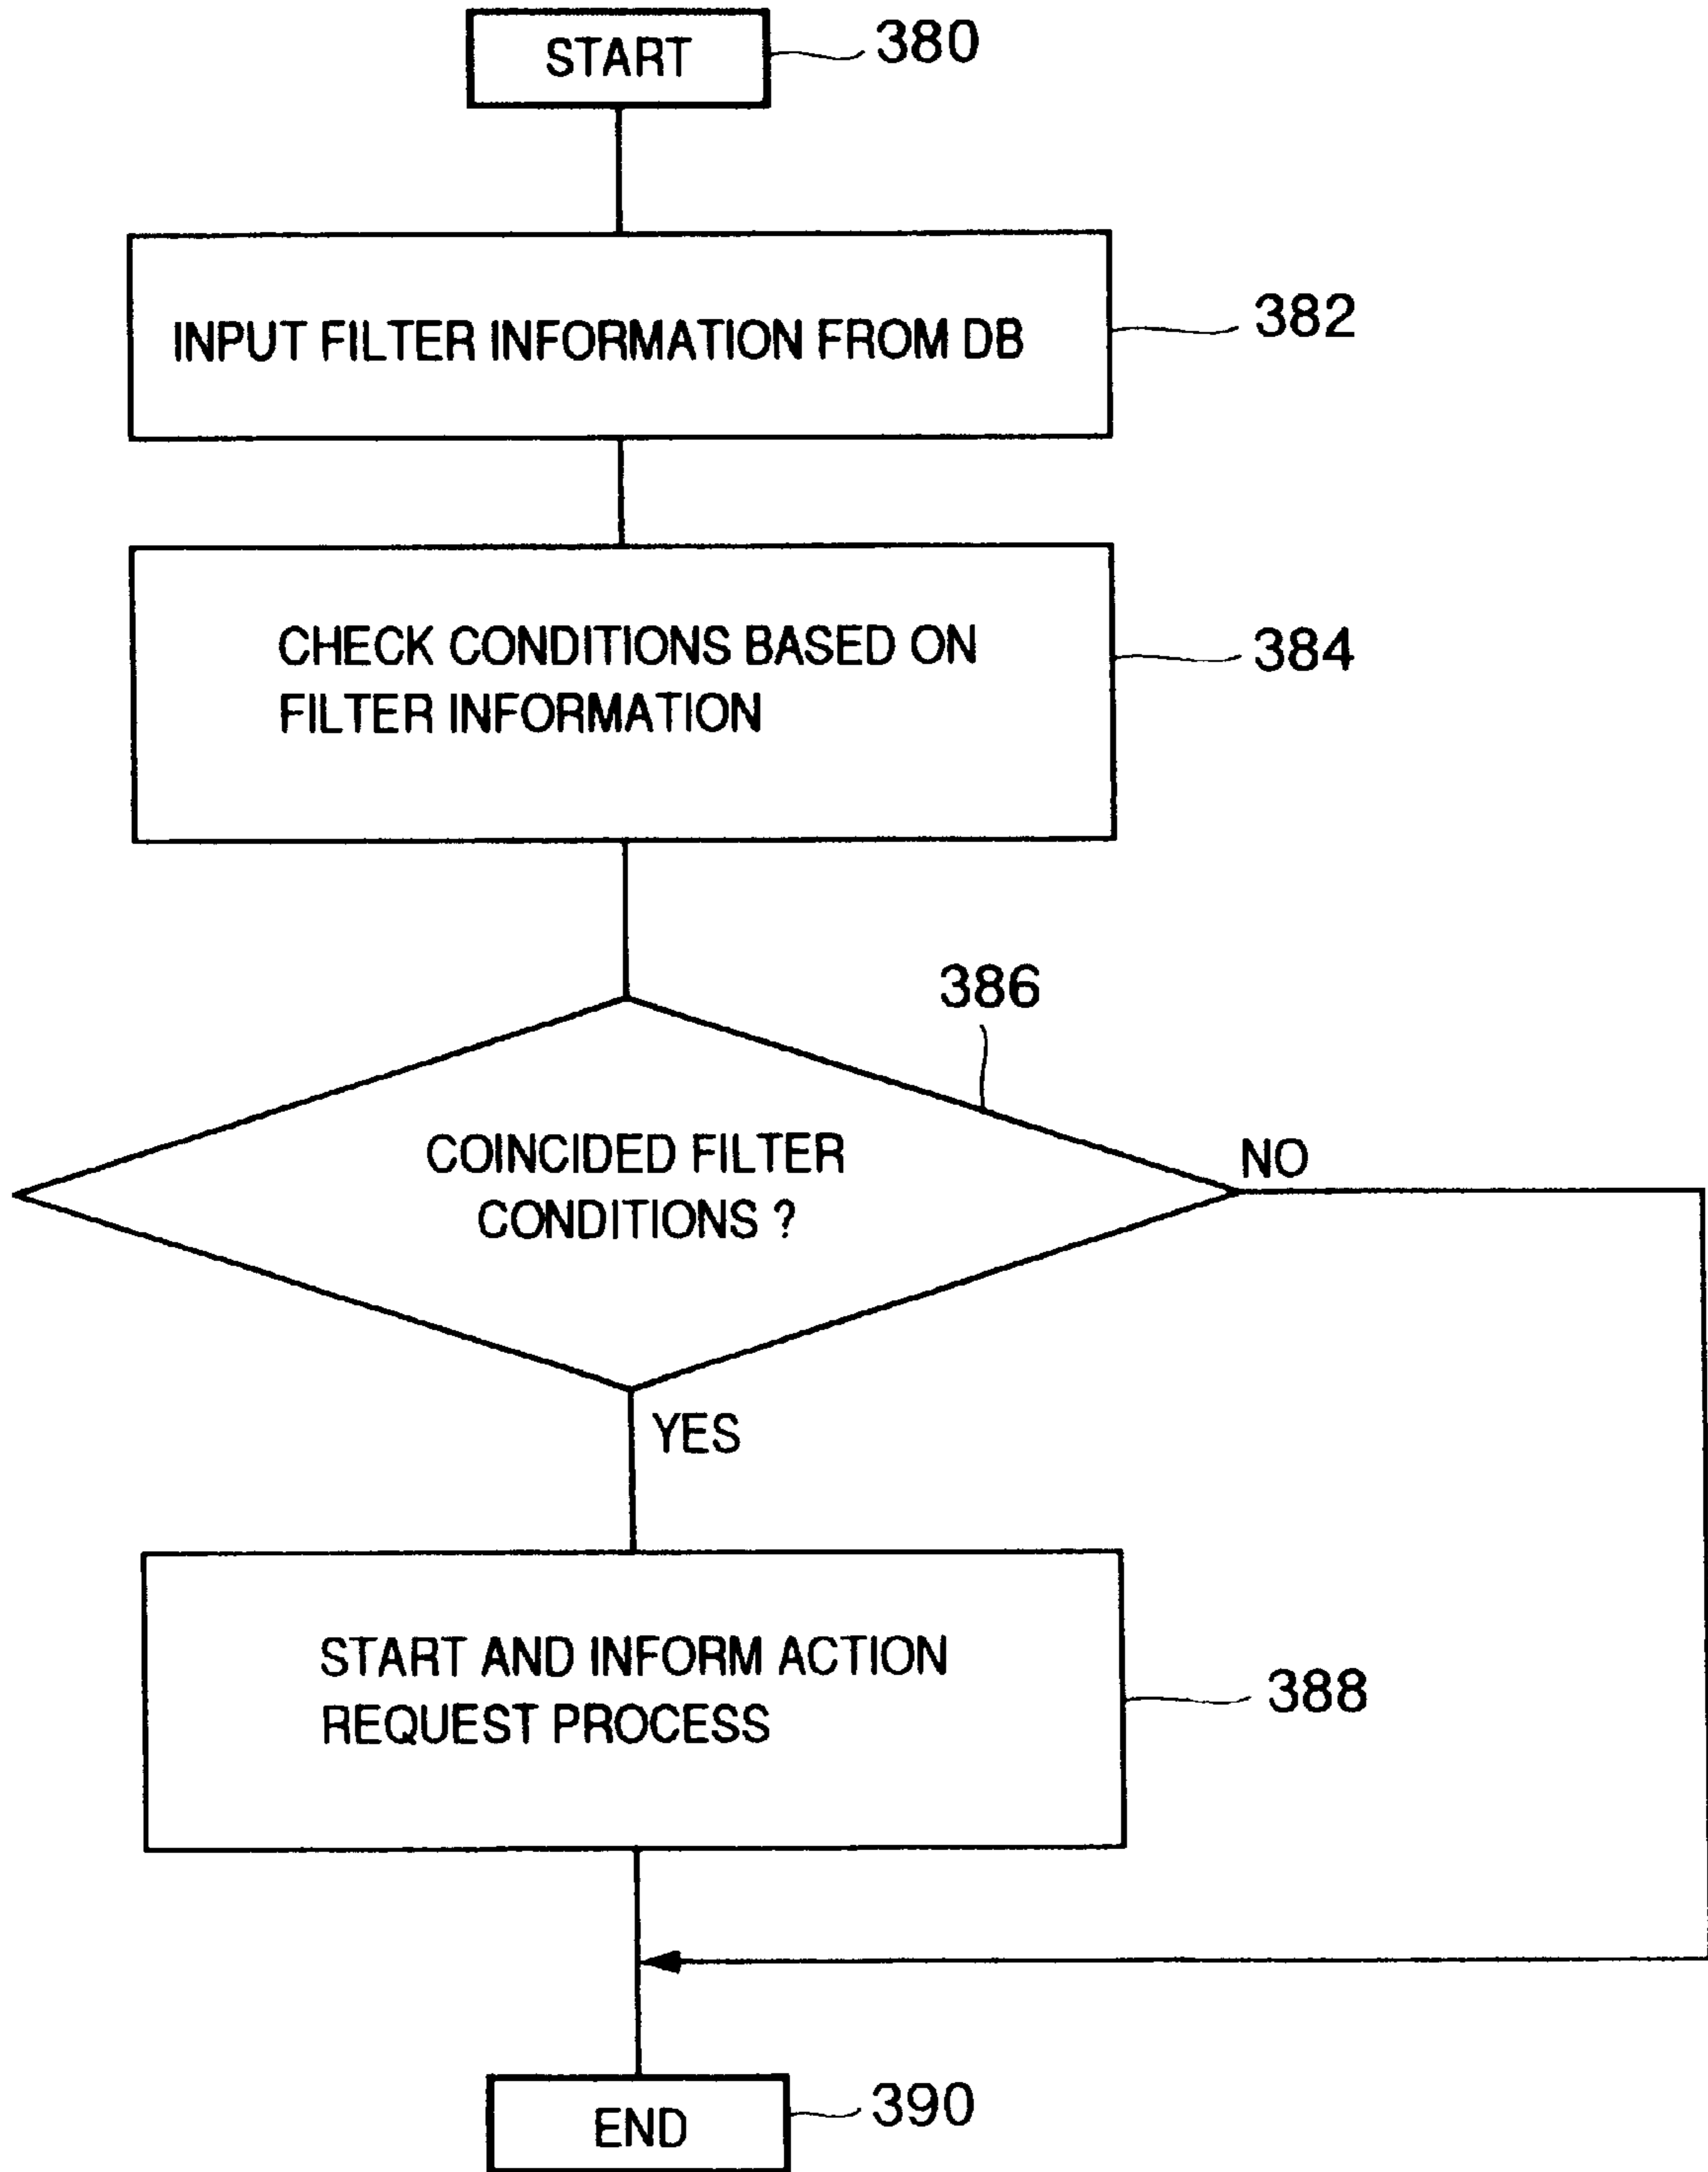 START
380
INPUT FILTER INFORMATION FROM DB
382
CHECK CONDITIONS BASED ON
FILTER INFORMATION
384
386
COINCIDED FILTER
CONDITIONS ?
NO
YES
START AND INFORM ACTION
REQUEST PROCESS
388
END
390